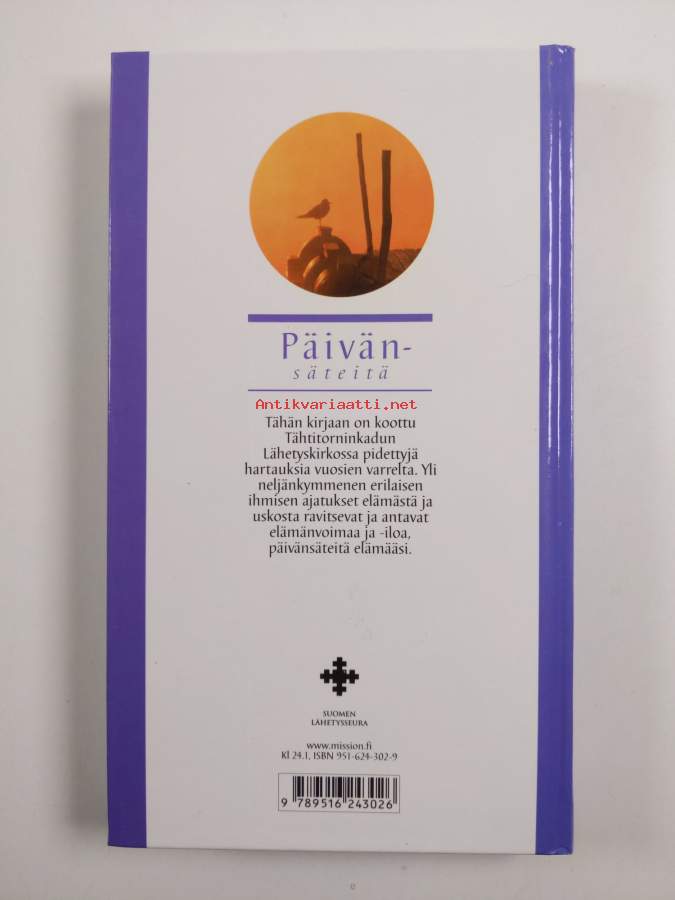 Päivän-
säteitä
Antikvariaatti.net
Tähän kirjaan on koottu
Tähtitorninkadun
Lähetyskirkossa pidettyjä
hartauksia vuosien varrelta. Yli
neljänkymmenen erilaisen
ihmisen ajatukset elämästä ja
uskosta ravitsevat ja antavat
elämänvoimaa ja -iloa,
päivänsäteitä elämääsi.
SUOMEN
LÄHETYSSEURA
www.mission.fi
Kl 24.1, ISBN 951-624-302-9
9 789516 243026